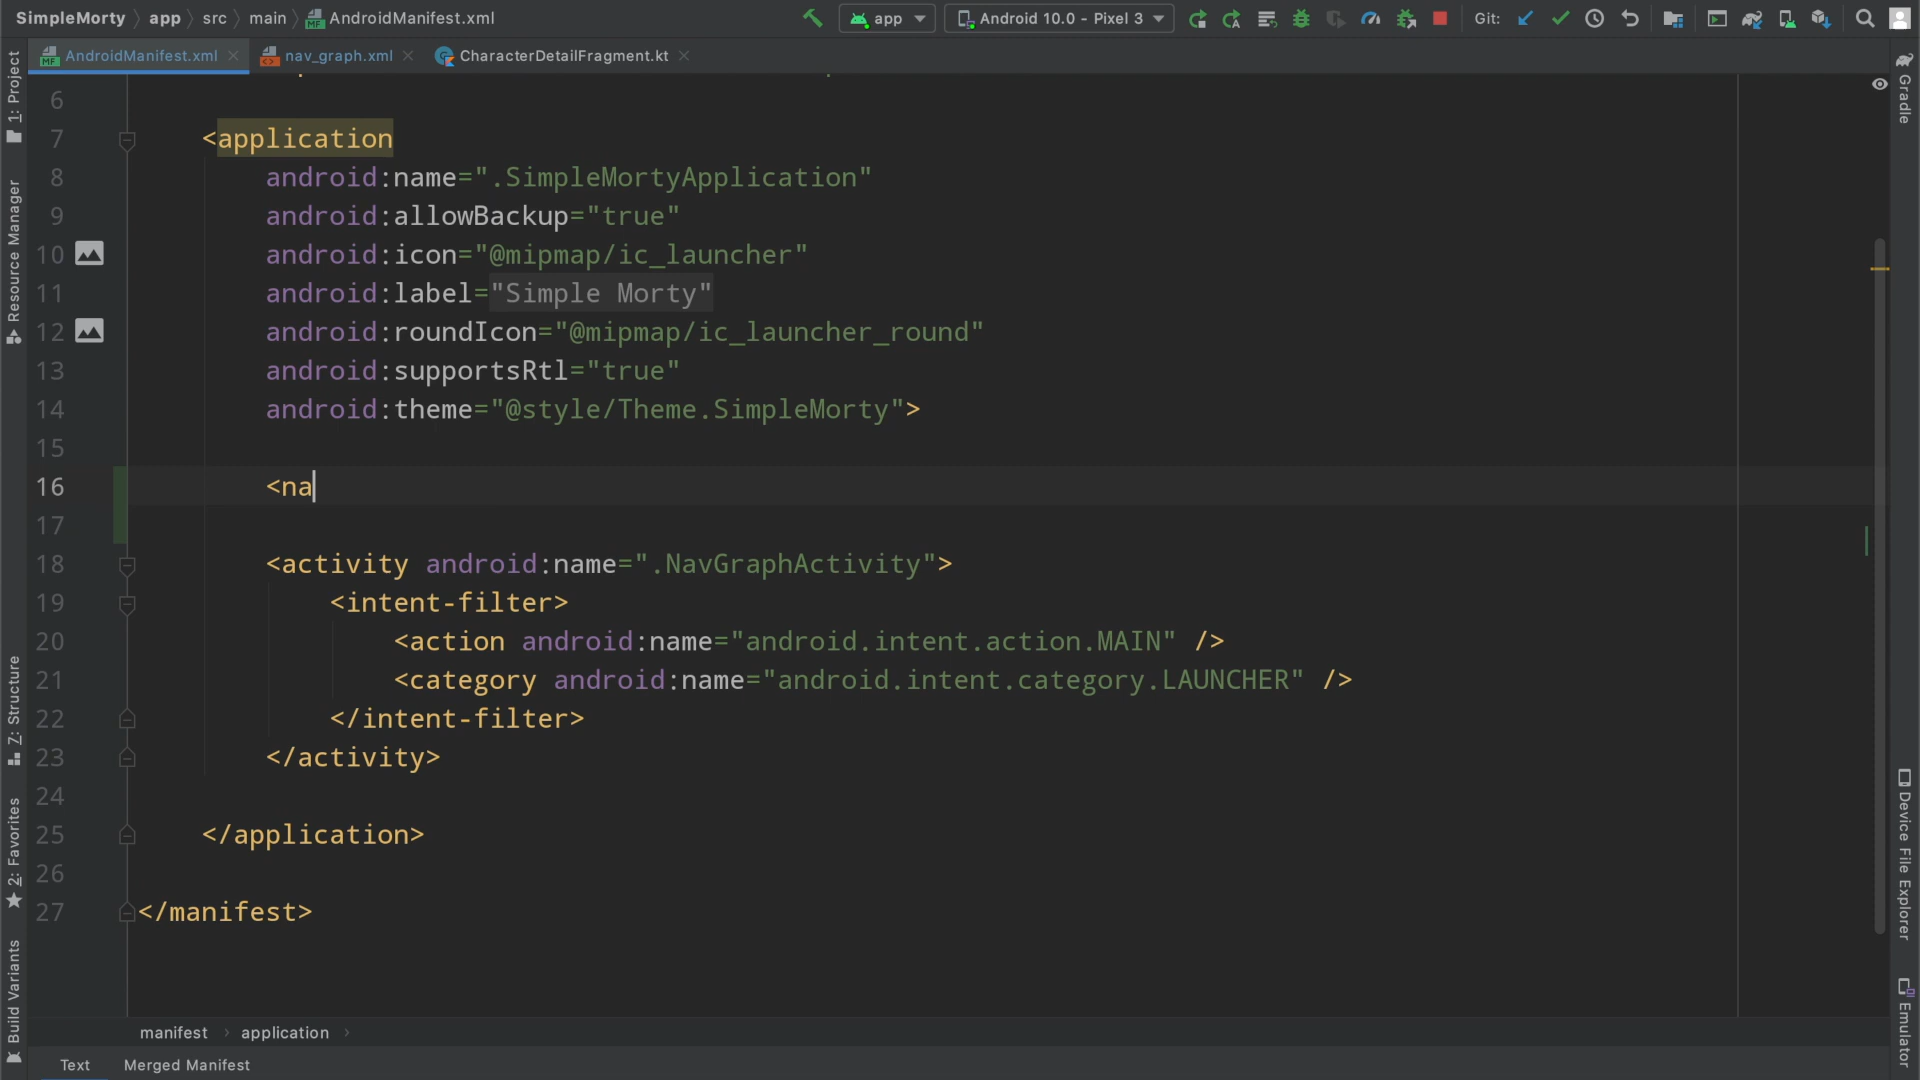 SimpleMorty app src main AndroidManifest.xml app Android 10.0 - Pixel 3 Git:
AndroidManifest.xml nav_graph.xml CharacterDetailFragment.kt
1: Project
Resource Manager
Z: Structure
2: Favorites
Build Variants
6
7 <application
8 android:name=".SimpleMortyApplication"
9 android:allowBackup="true"
10 android:icon="@mipmap/ic_launcher"
11 android:label="Simple Morty"
12 android:roundIcon="@mipmap/ic_launcher_round"
13 android:supportsRtl="true"
14 android:theme="@style/Theme.SimpleMorty">
15
16 <na
17
18 <activity android:name=".NavGraphActivity">
19 <intent-filter>
20 <action android:name="android.intent.action.MAIN" />
21 <category android:name="android.intent.category.LAUNCHER" />
22 </intent-filter>
23 </activity>
24
25 </application>
26
27 </manifest>
Gradle
Device File Explorer
Emulator
manifest application
Text Merged Manifest